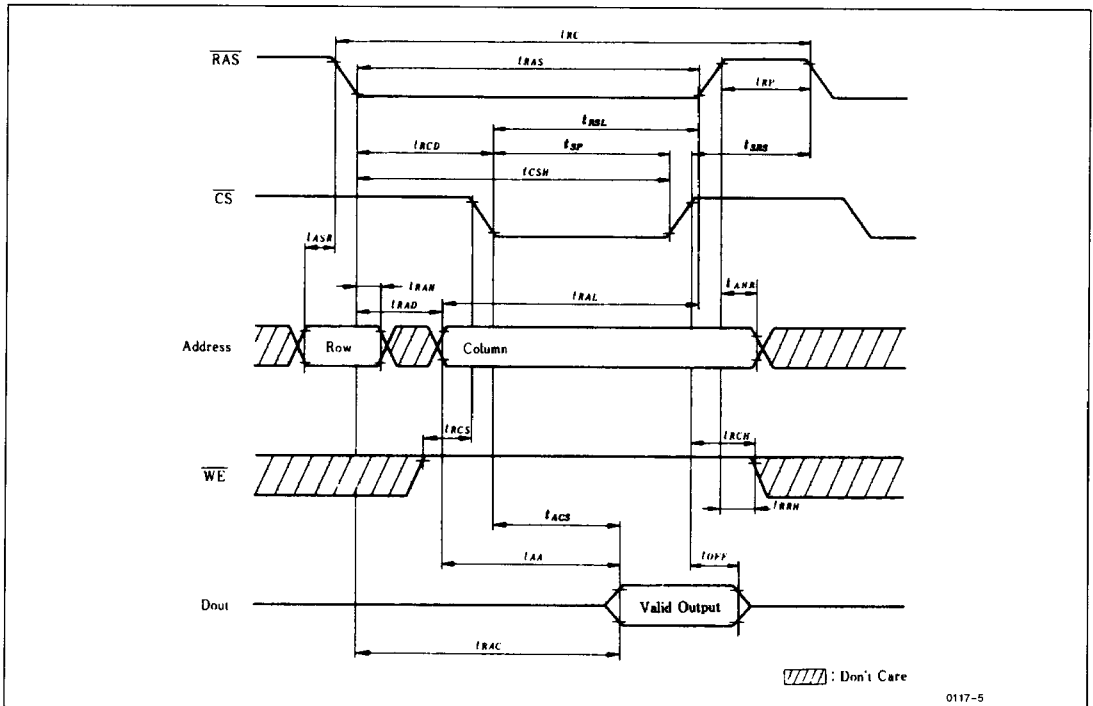 tRC
RAS
tRAS
tRP
tRSL
tRCD
tSP
tSRS
tCSH
CS
tASR
tRAH
tAHR
tRAD
tRAL
Address
Row
Column
tRCS
tRCH
WE
tRRH
tACS
tAA
tOFF
Dout
Valid Output
tRAC
: Don't Care
0117-5